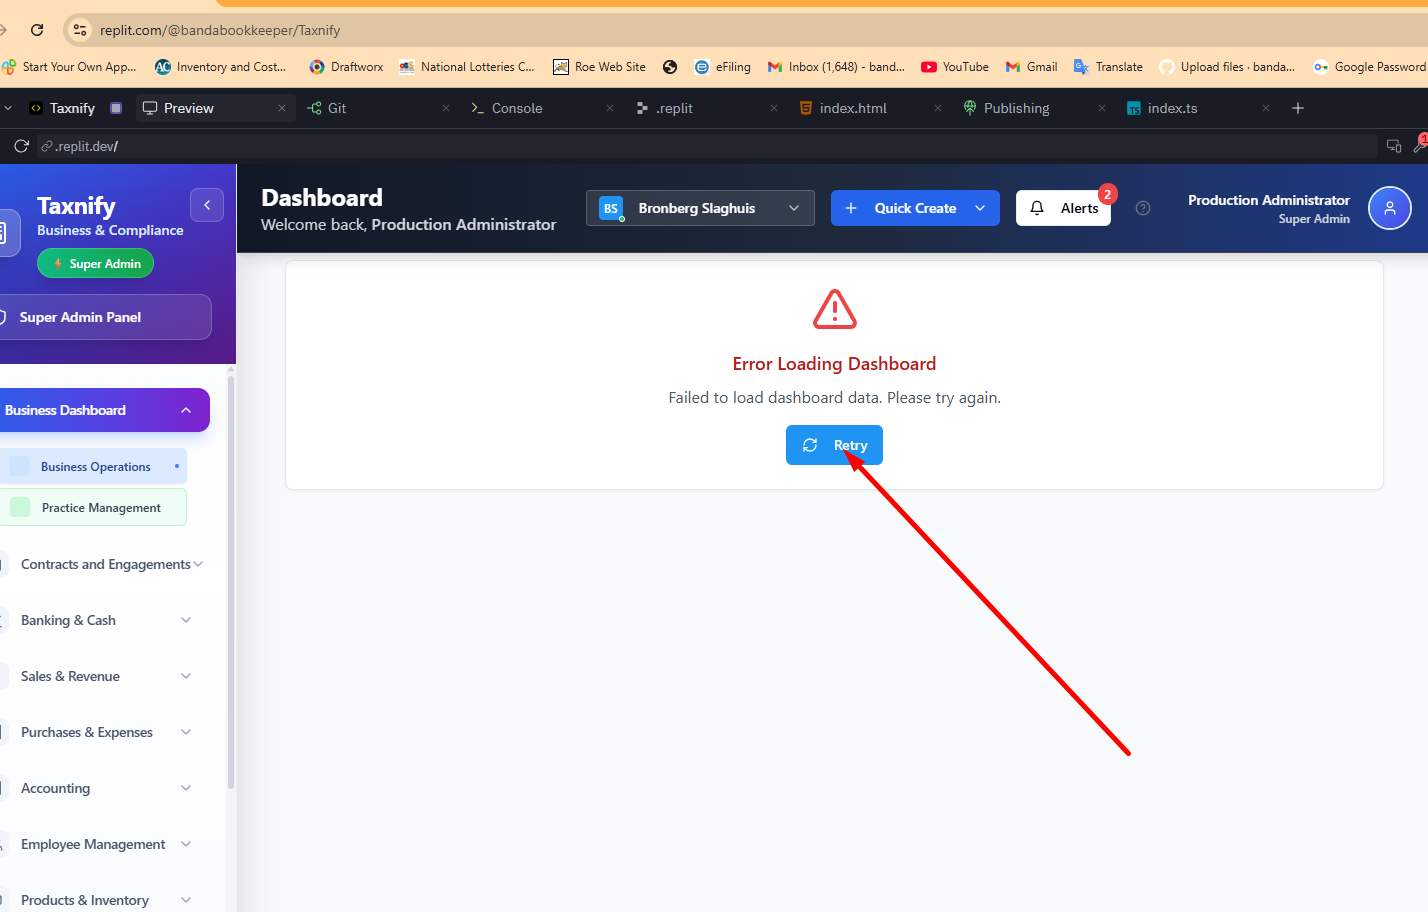 replit.com/@bandabookkeeper/Taxnify
Start Your Own App... Inventory and Cost... Draftworx National Lotteries C... Roe Web Site eFiling Inbox (1,648) - band... YouTube Gmail Translate Upload files · banda... Google Password
Taxnify Preview Git Console .replit index.html Publishing index.ts
.replit.dev/ 1
Taxnify
Business & Compliance
Super Admin
Super Admin Panel
Dashboard
Welcome back, Production Administrator
BS Bronberg Slaghuis
Quick Create
Alerts 2
Production Administrator
Super Admin
Business Dashboard
Business Operations
Practice Management
Contracts and Engagements
Banking & Cash
Sales & Revenue
Purchases & Expenses
Accounting
Employee Management
Products & Inventory
Error Loading Dashboard
Failed to load dashboard data. Please try again.
Retry